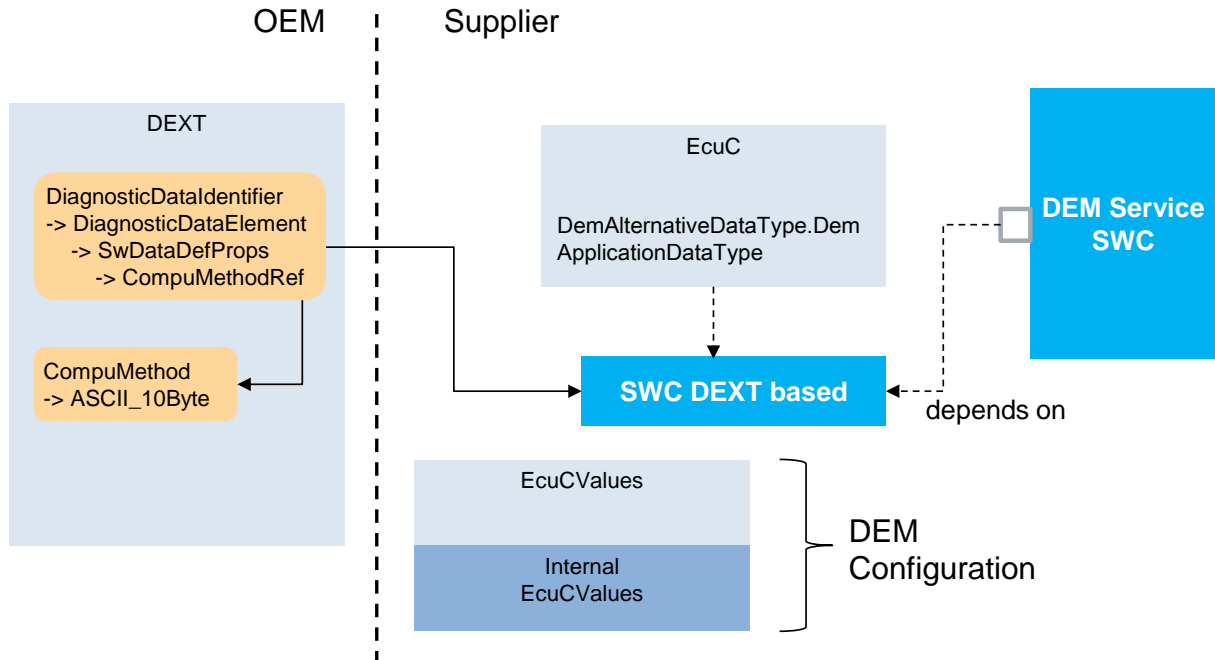 OEM
Supplier
DEXT
DiagnosticDataIdentifier
-> DiagnosticDataElement
-> SwDataDefProps
-> CompuMethodRef
CompuMethod
-> ASCII_10Byte
EcuC
DemAlternativeDataType.Dem
ApplicationDataType
DEM Service
SWC
SWC DEXT based
depends on
EcuCValues
Internal
EcuCValues
DEM
Configuration